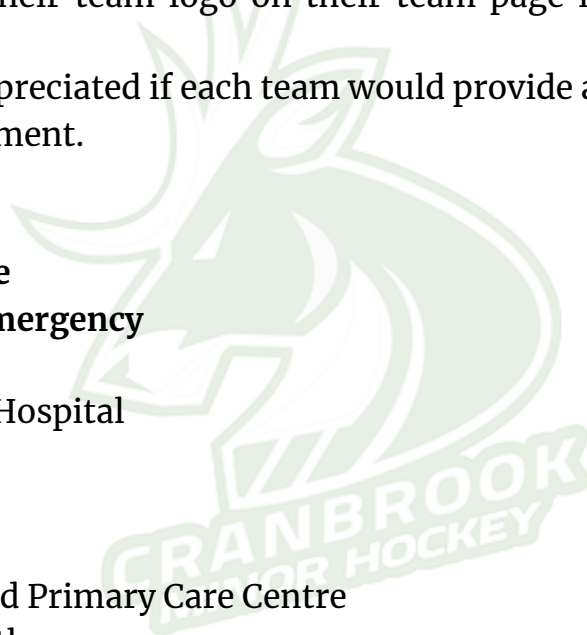 their team logo on their team page
preciated if each team would provide a
ment.
e
mergency
Hospital
CRANBROOK
MINOR HOCKEY
d Primary Care Centre